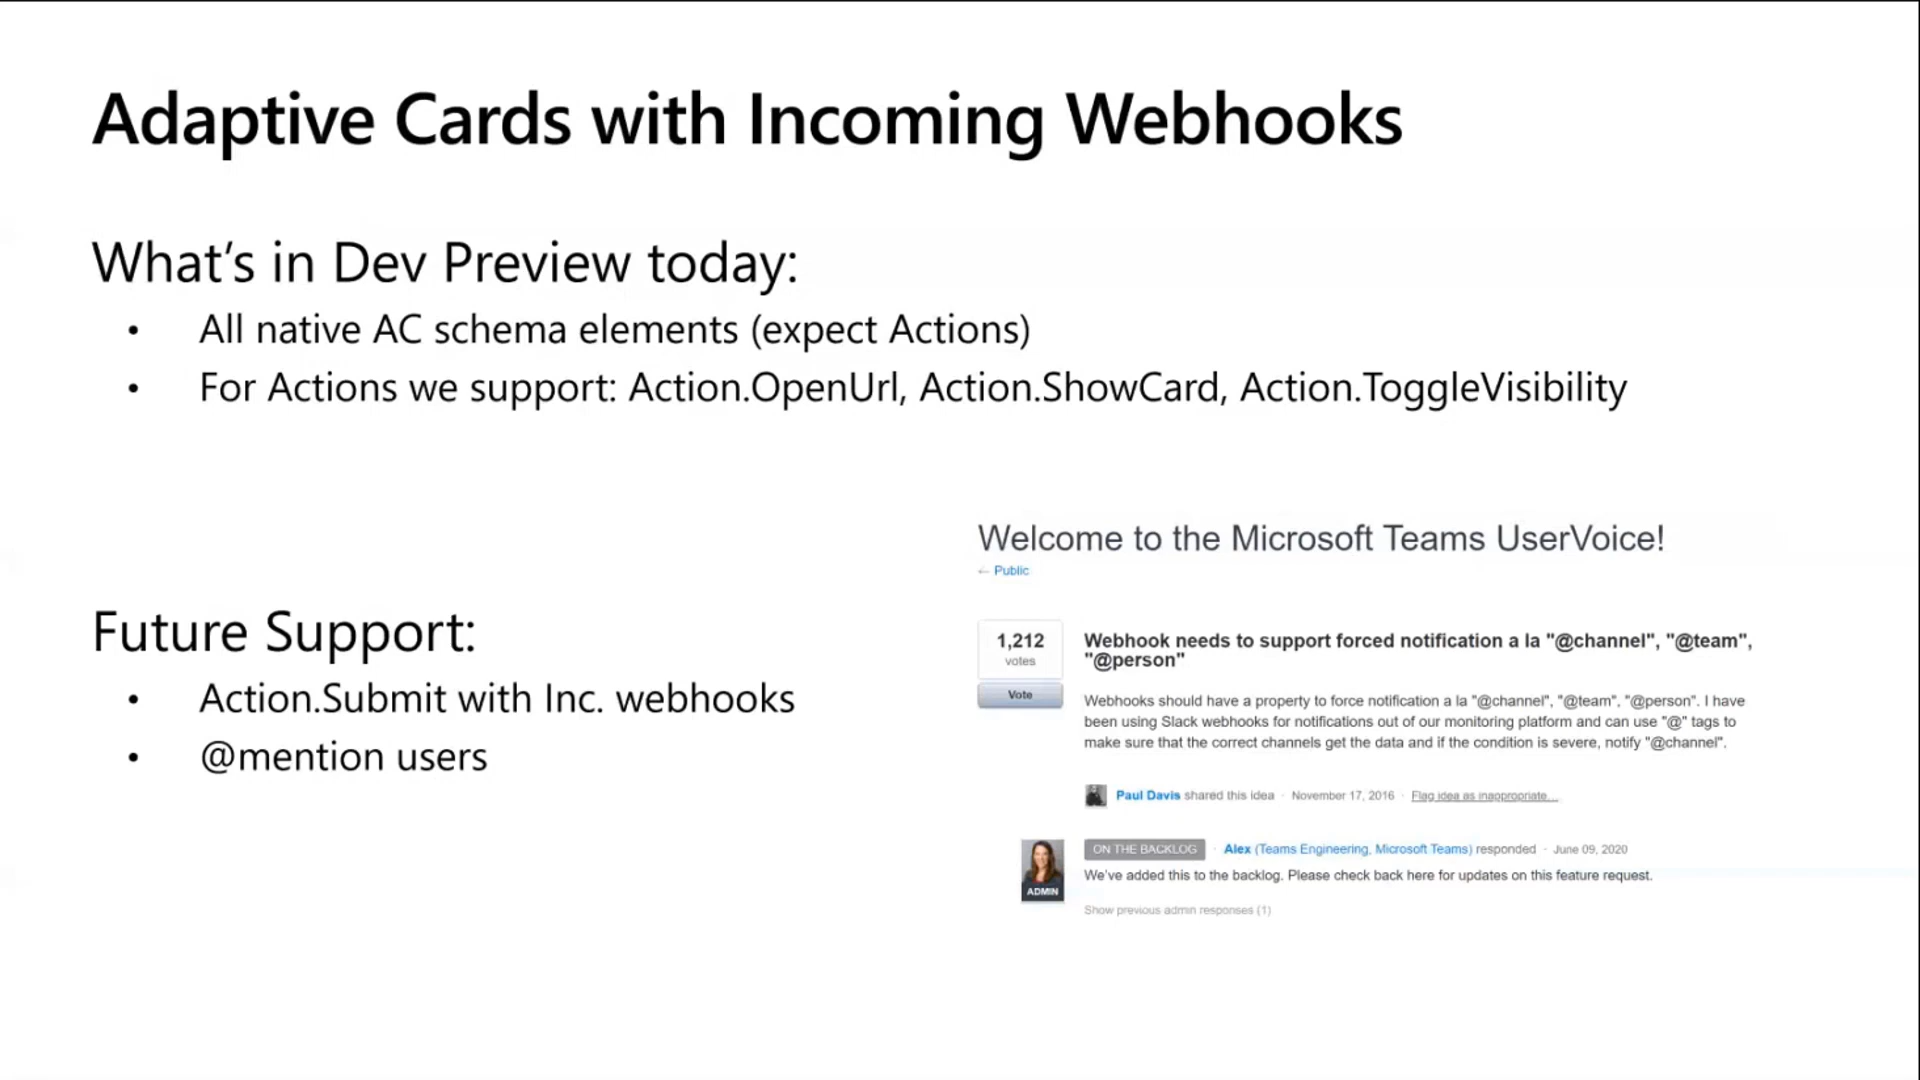 Adaptive Cards with Incoming Webhooks
What's in Dev Preview today:
• All native AC schema elements (expect Actions)
• For Actions we support: Action.OpenUrl, Action.ShowCard, Action.ToggleVisibility
Future Support:
• Action.Submit with Inc. webhooks
• @mention users
Welcome to the Microsoft Teams UserVoice!
← Public
1,212
votes
Vote
Webhook needs to support forced notification a la "@channel", "@team",
"@person"
Webhooks should have a property to force notification a la "@channel", "@team", "@person". I have
been using Slack webhooks for notifications out of our monitoring platform and can use "@" tags to
make sure that the correct channels get the data and if the condition is severe, notify "@channel".
Paul Davis shared this idea · November 17, 2016 · Flag idea as inappropriate…
ADMIN
ON THE BACKLOG · Alex (Teams Engineering, Microsoft Teams) responded · June 09, 2020
We've added this to the backlog. Please check back here for updates on this feature request.
Show previous admin responses (1)